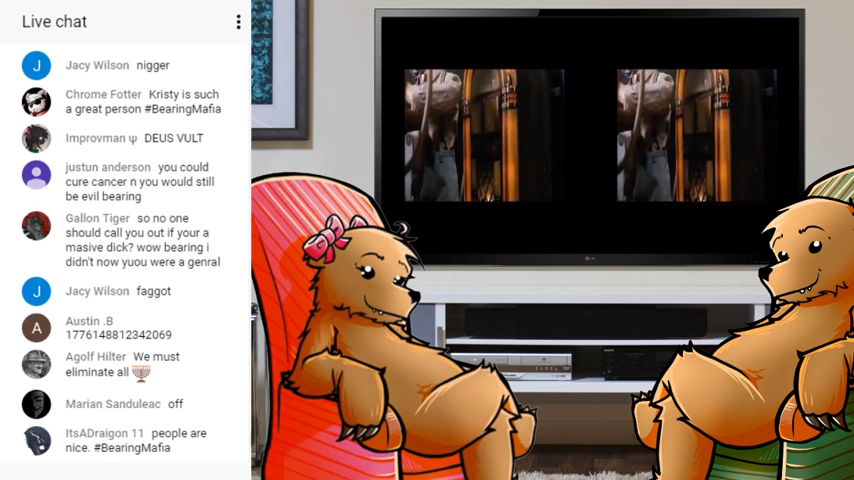 Live chat
Jacy Wilson nigger
Chrome Fotter Kristy is such
a great person #BearingMafia
Improvman ψ DEUS VULT
justun anderson you could
cure cancer n you would still
be evil bearing
Gallon Tiger so no one
should call you out if your a
masive dick? wow bearing i
didn't now yuou were a genral
J
Jacy Wilson faggot
A
Austin .B
1776148812342069
Agolf Hilter We must
eliminate all 🕎
Marian Sanduleac off
ItsADraigon 11 people are
nice. #BearingMafia
LG